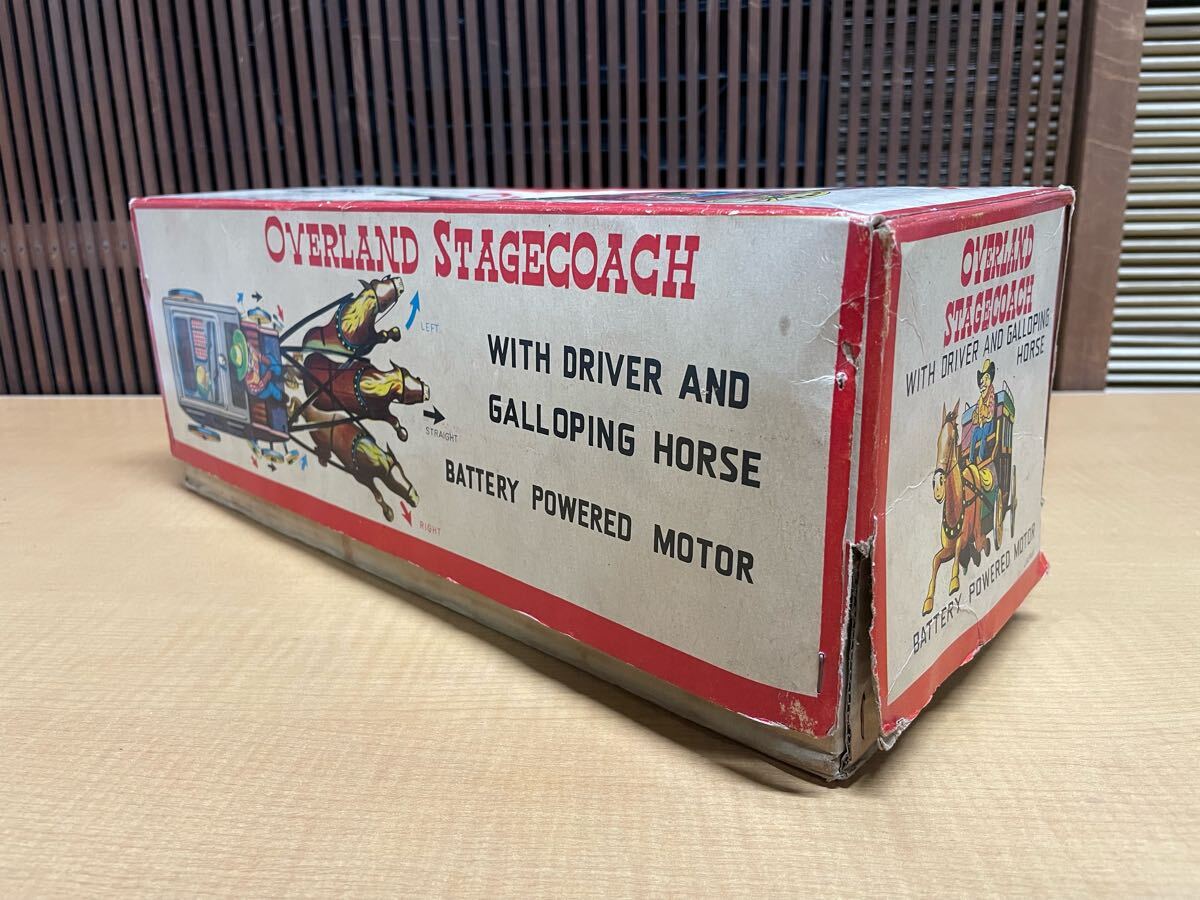 OVERLAND STAGECOACH
LEFT
STRAIGHT
RIGHT
WITH DRIVER AND
GALLOPING HORSE
BATTERY POWERED MOTOR
OVERLAND
STAGECOACH
WITH DRIVER AND GALLOPING
HORSE
BATTERY POWERED MOTOR